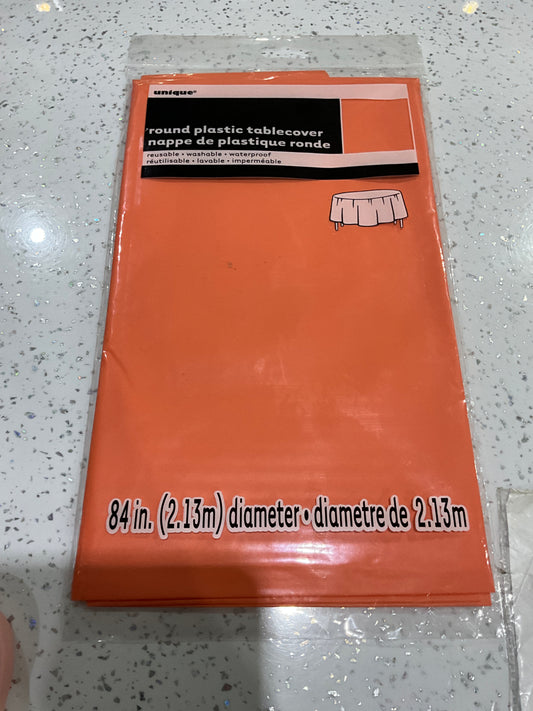 unique®
round plastic tablecover
nappe de plastique ronde
reusable • washable • waterproof
réutilisable • lavable • imperméable
84 in. (2.13m) diameter • diametre de 2.13m